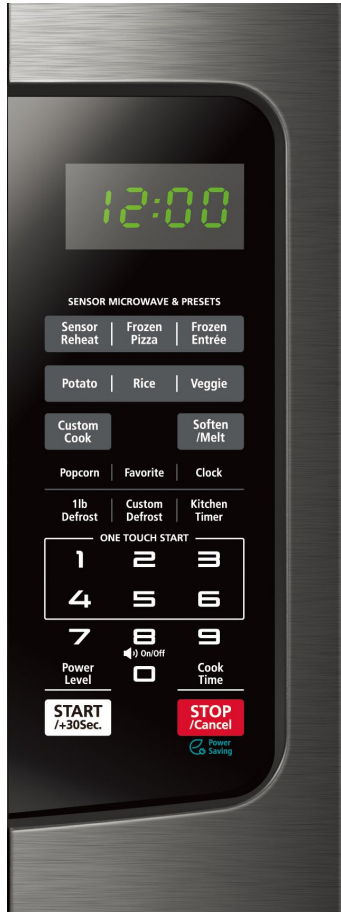 12:00
SENSOR MICROWAVE & PRESETS
Sensor Reheat | Frozen Pizza | Frozen Entrée
Potato | Rice | Veggie
Custom Cook Soften /Melt
Popcorn | Favorite | Clock
1lb Defrost | Custom Defrost | Kitchen Timer
ONE TOUCH START
1 2 3
4 5 6
7 8 9
On/Off
Power Level 0 Cook Time
START /+30Sec. STOP /Cancel
Power Saving